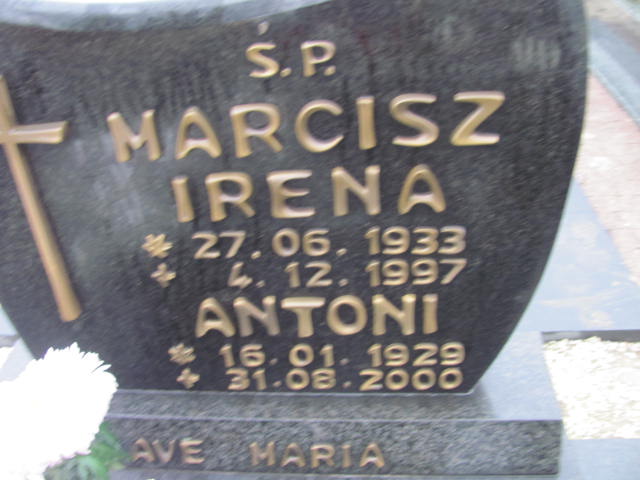 Ś.P.
MARCISZ
IRENA
* 27.06.1933
+ 4.12.1997
ANTONI
* 16.01.1929
+ 31.08.2000
AVE MARIA